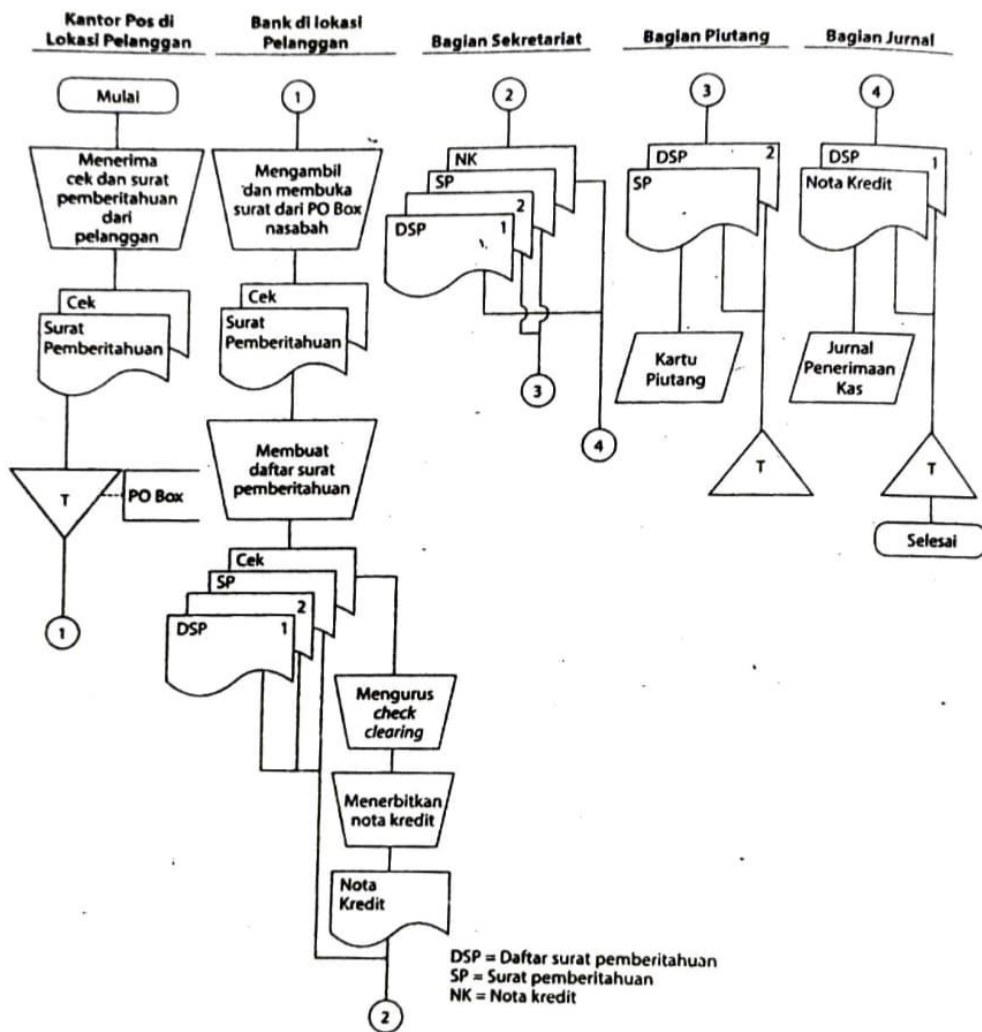 Kantor Pos di
Lokasi Pelanggan
Mulai
Menerima
cek dan surat
pemberitahuan
dari
pelanggan
Cek
Surat
Pemberitahuan
T
PO Box
1
Bank di lokasi
Pelanggan
1
Mengambil
dan membuka
surat dari PO Box
nasabah
Cek
Surat
Pemberitahuan
Membuat
daftar surat
pemberitahuan
Cek
SP
2
DSP 1
Mengurus
check
clearing
Menerbitkan
nota kredit
Nota
Kredit
2
Bagian Sekretariat
2
NK
SP
2
DSP 1
3
4
Bagian Piutang
3
DSP 2
SP
Kartu
Piutang
T
Bagian Jurnal
4
DSP 1
Nota Kredit
Jurnal
Penerimaan
Kas
T
Selesai
DSP = Daftar surat pemberitahuan
SP = Surat pemberitahuan
NK = Nota kredit